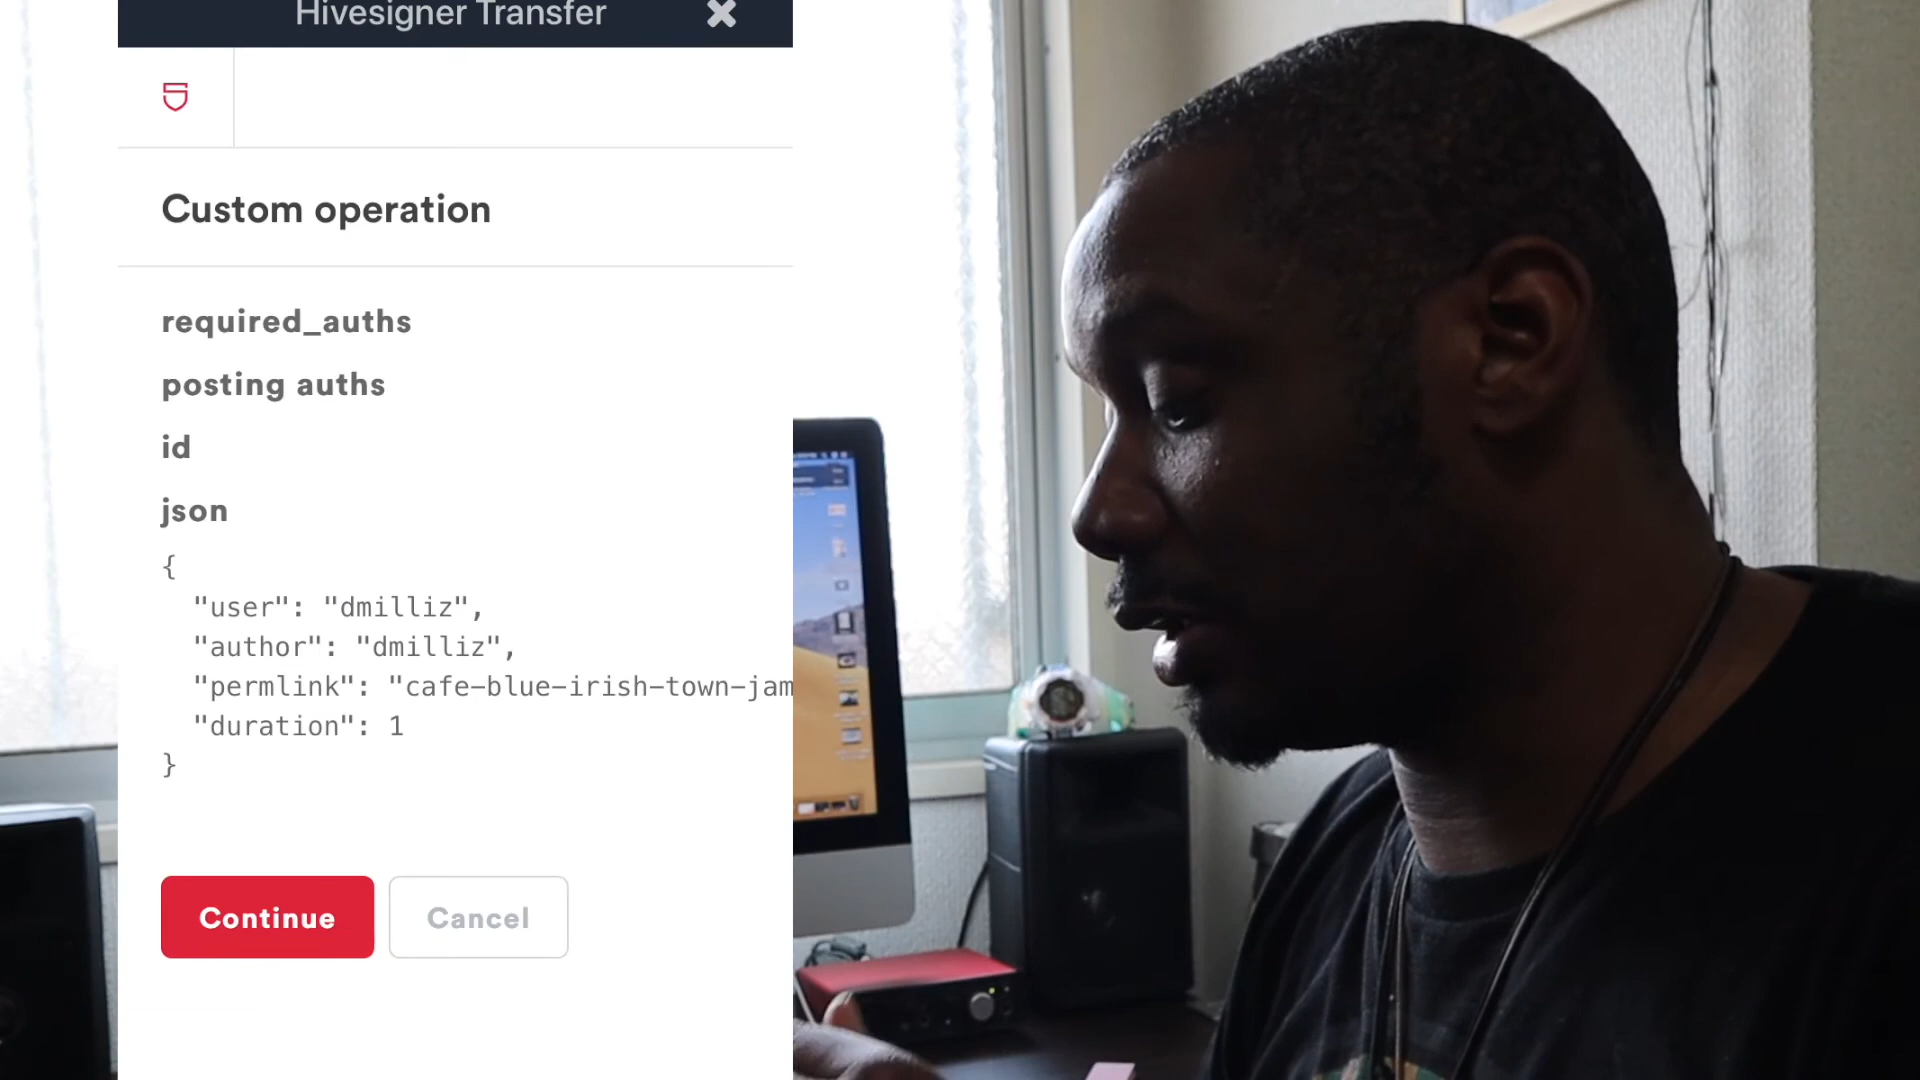 Hivesigner Transfer
Custom operation
required_auths
posting auths
id
json
{
"user": "dmilliz",
"author": "dmilliz",
"permlink": "cafe-blue-irish-town-jam
"duration": 1
}
Continue
Cancel